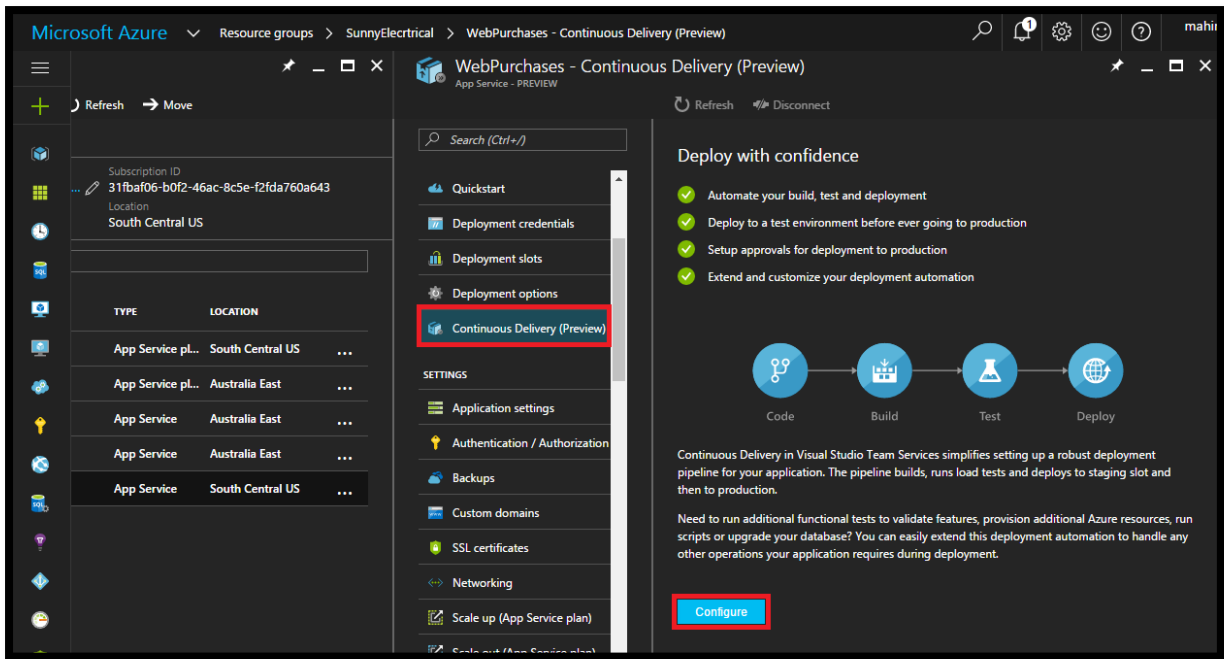 Microsoft Azure Resource groups > SunnyElecrtrical > WebPurchases - Continuous Delivery (Preview) 1 mahir
WebPurchases - Continuous Delivery (Preview)
App Service - PREVIEW
Refresh Move
Refresh Disconnect
Subscription ID
... 31fbaf06-b0f2-46ac-8c5e-f2fda760a643
Location
South Central US
TYPE LOCATION
App Service pl... South Central US ...
App Service pl... Australia East ...
App Service Australia East ...
App Service Australia East ...
App Service South Central US ...
Search (Ctrl+/)
Quickstart
Deployment credentials
Deployment slots
Deployment options
Continuous Delivery (Preview)
SETTINGS
Application settings
Authentication / Authorization
Backups
Custom domains
SSL certificates
Networking
Scale up (App Service plan)
Scale out (App Service plan)
Deploy with confidence
Automate your build, test and deployment
Deploy to a test environment before ever going to production
Setup approvals for deployment to production
Extend and customize your deployment automation
Code Build Test Deploy
Continuous Delivery in Visual Studio Team Services simplifies setting up a robust deployment
pipeline for your application. The pipeline builds, runs load tests and deploys to staging slot and
then to production.
Need to run additional functional tests to validate features, provision additional Azure resources, run
scripts or upgrade your database? You can easily extend this deployment automation to handle any
other operations your application requires during deployment.
Configure